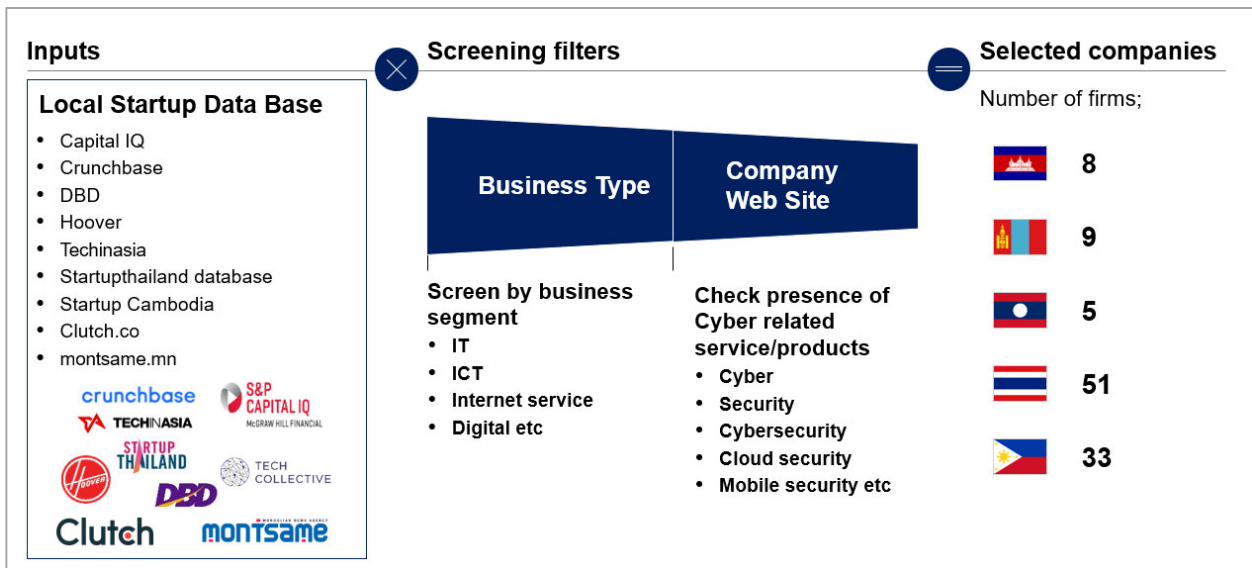 Inputs
Local Startup Data Base
• Capital IQ
• Crunchbase
• DBD
• Hoover
• Techinasia
• Startupthailand database
• Startup Cambodia
• Clutch.co
• montsame.mn
crunchbase
S&P
CAPITAL IQ
McGRAW HILL FINANCIAL
TECHINASIA
STARTUP
THAILAND
HOOVER
DBD
TECH
COLLECTIVE
Clutch
MONGOLIAN NEWS AGENCY
montsame
Screening filters
Business Type
Company
Web Site
Screen by business
segment
• IT
• ICT
• Internet service
• Digital etc
Check presence of
Cyber related
service/products
• Cyber
• Security
• Cybersecurity
• Cloud security
• Mobile security etc
Selected companies
Number of firms;
8
9
5
51
33